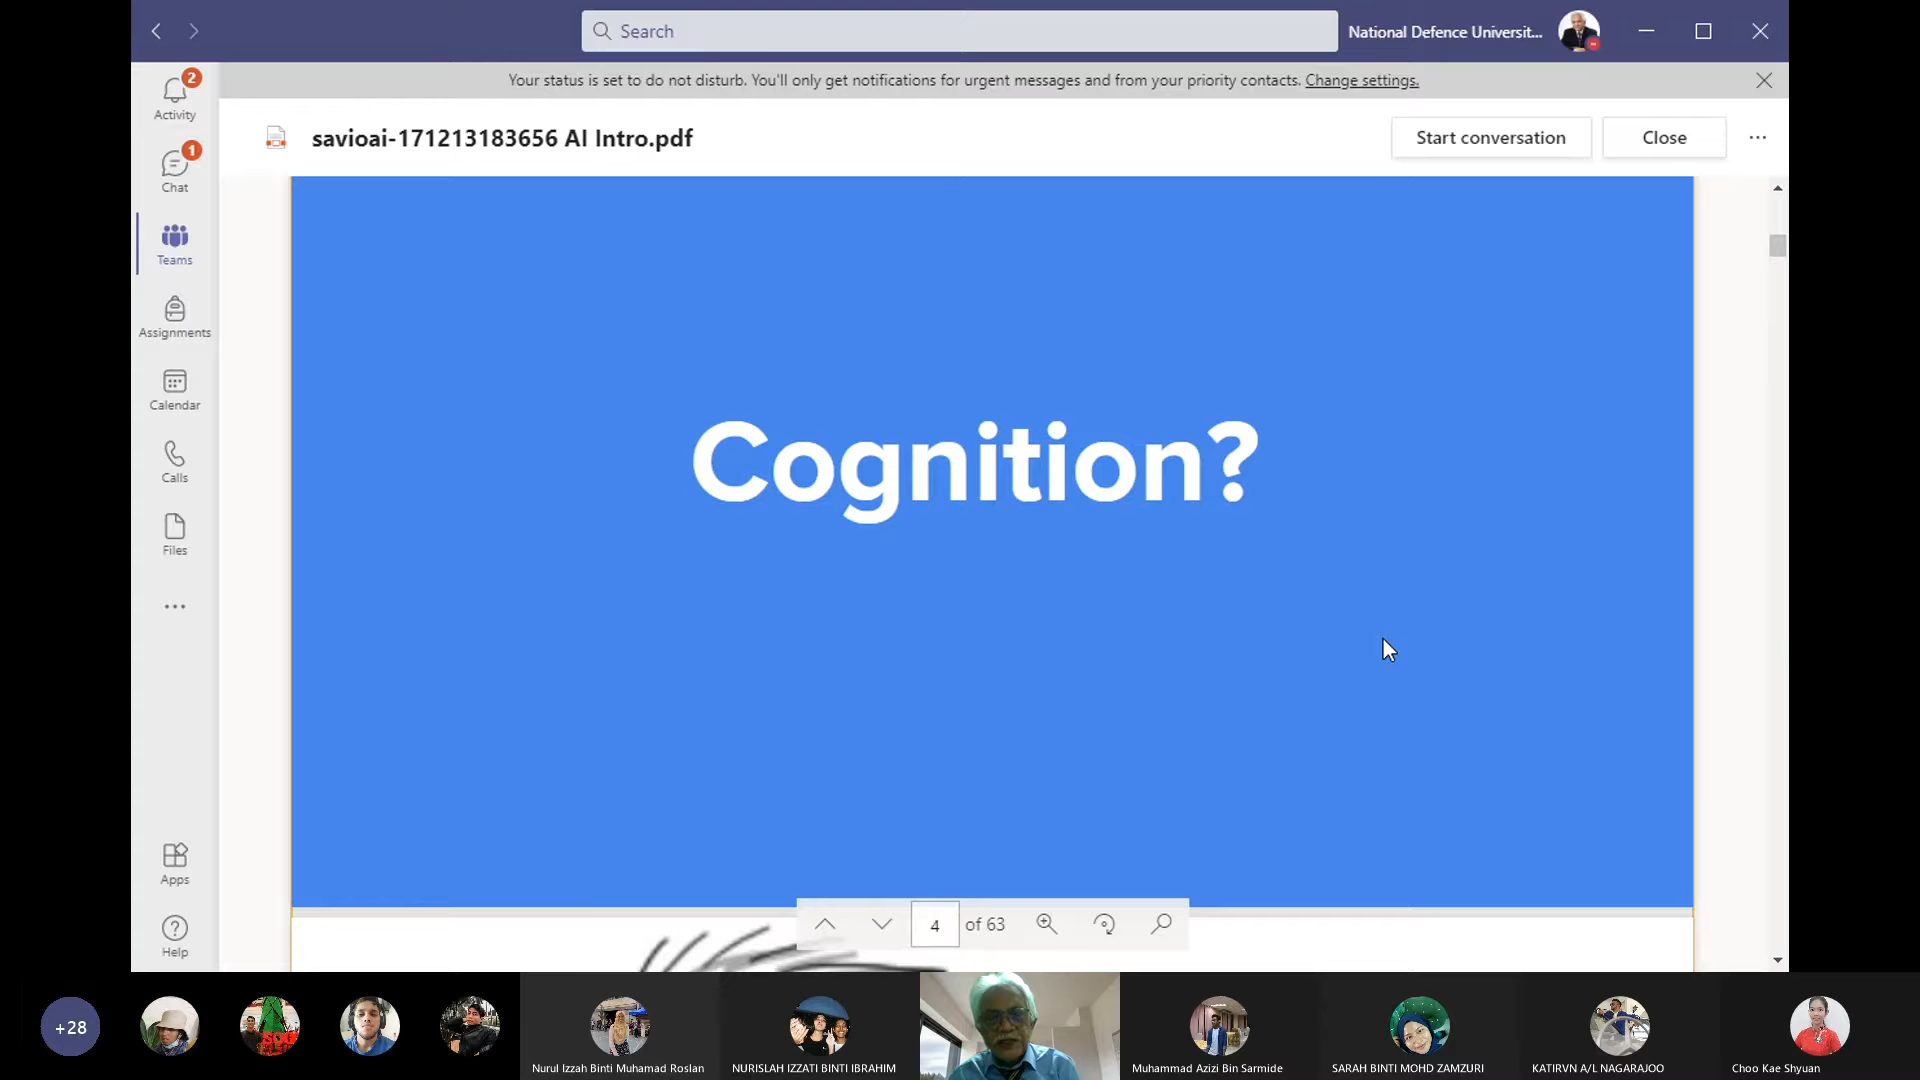 Search
National Defence Universit...
2
Activity
1
Chat
Teams
Assignments
Calendar
Calls
Files
Apps
Help
Your status is set to do not disturb. You'll only get notifications for urgent messages and from your priority contacts. Change settings.
savioai-171213183656 AI Intro.pdf
Start conversation
Close
Cognition?
4 of 63
+28
Nurul Izzah Binti Muhamad Roslan
NURISLAH IZZATI BINTI IBRAHIM
Muhammad Azizi Bin Sarmide
SARAH BINTI MOHD ZAMZURI
KATIRVN A/L NAGARAJOO
Choo Kae Shyuan